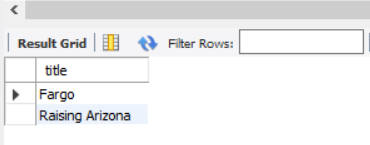 Result Grid Filter Rows:
title
Fargo
Raising Arizona